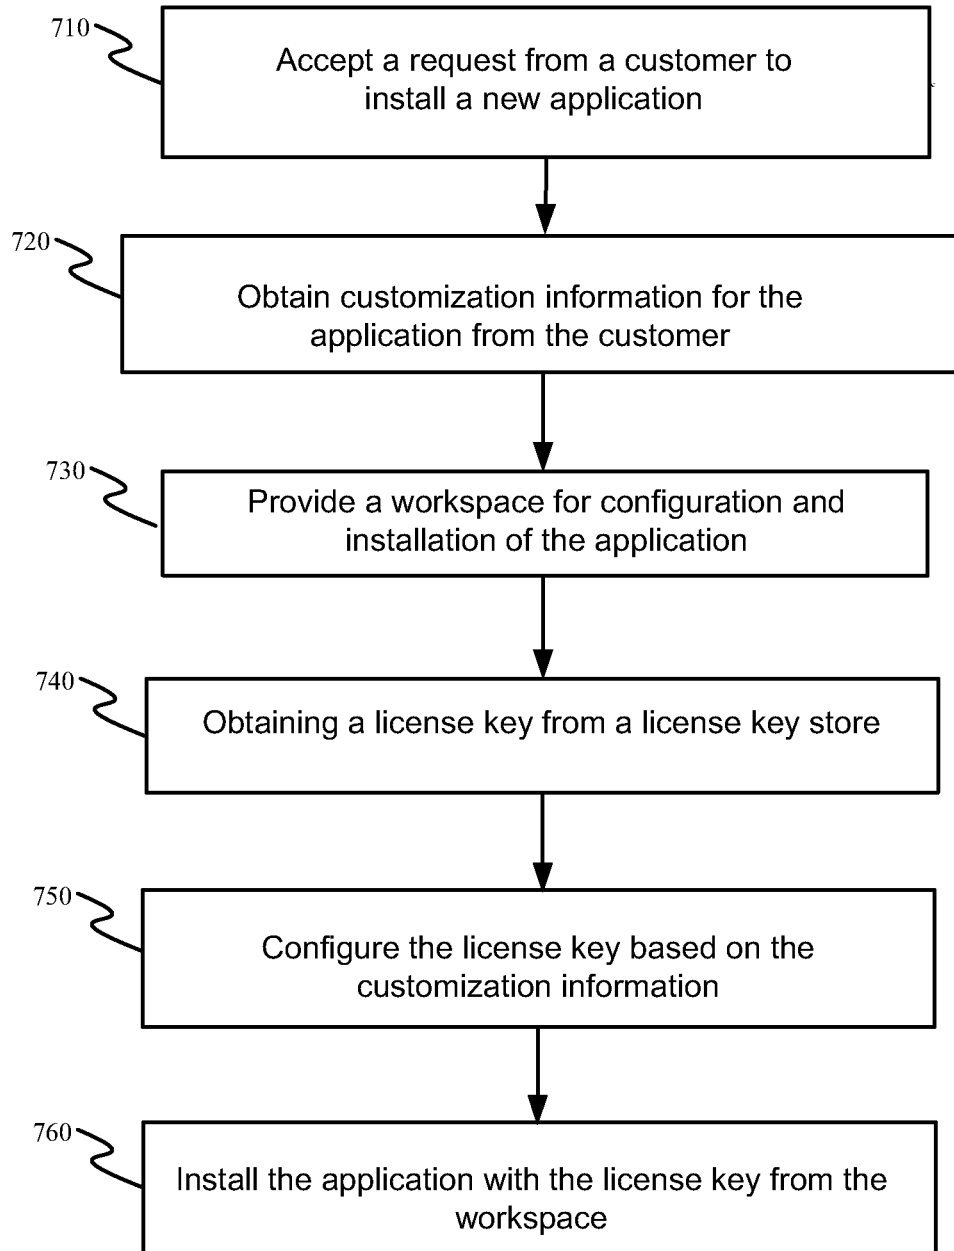 710
Accept a request from a customer to
install a new application
720
Obtain customization information for the
application from the customer
730
Provide a workspace for configuration and
installation of the application
740
Obtaining a license key from a license key store
750
Configure the license key based on the
customization information
760
Install the application with the license key from the
workspace